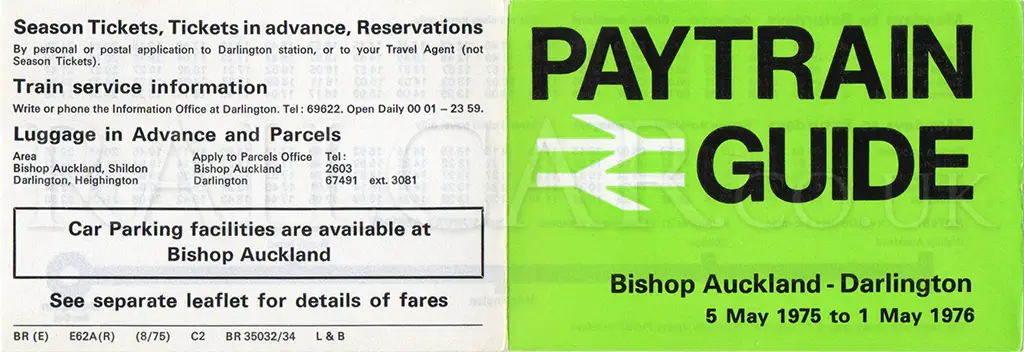 Season Tickets, Tickets in advance, Reservations
By personal or postal application to Darlington station, or to your Travel Agent (not
Season Tickets).
Train service information
Write or phone the Information Office at Darlington. Tel: 69622. Open Daily 00 01 – 23 59.
Luggage in Advance and Parcels
Area Apply to Parcels Office Tel:
Bishop Auckland, Shildon Bishop Auckland 2603
Darlington, Heighington Darlington 67491 ext. 3081
Car Parking facilities are available at
Bishop Auckland
See separate leaflet for details of fares
BR (E) E62A(R) (8/75) C2 BR 35032/34 L & B
PAYTRAIN
GUIDE
Bishop Auckland - Darlington
5 May 1975 to 1 May 1976
RAILCAR.co.uk